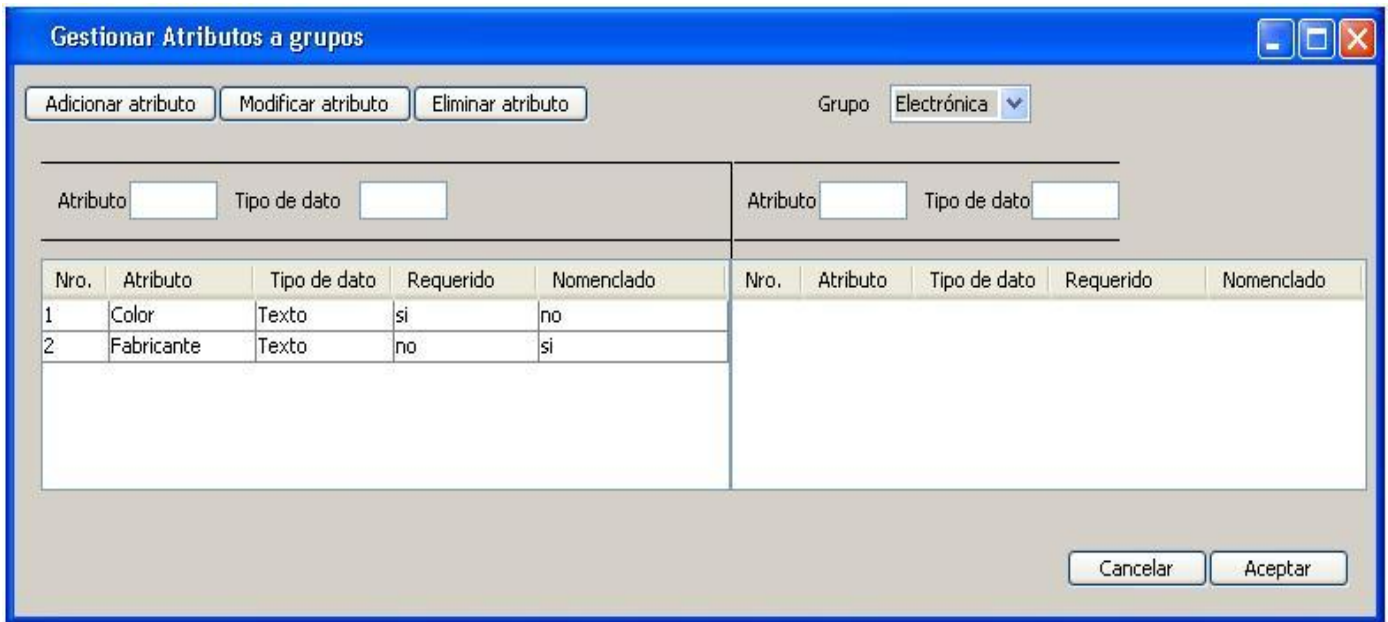 Gestionar Atributos a grupos
Adicionar atributo Modificar atributo Eliminar atributo Grupo Electrónica
Atributo Tipo de dato Atributo Tipo de dato
Nro. Atributo Tipo de dato Requerido Nomenclado Nro. Atributo Tipo de dato Requerido Nomenclado
1 Color Texto si no
2 Fabricante Texto no si
Cancelar Aceptar